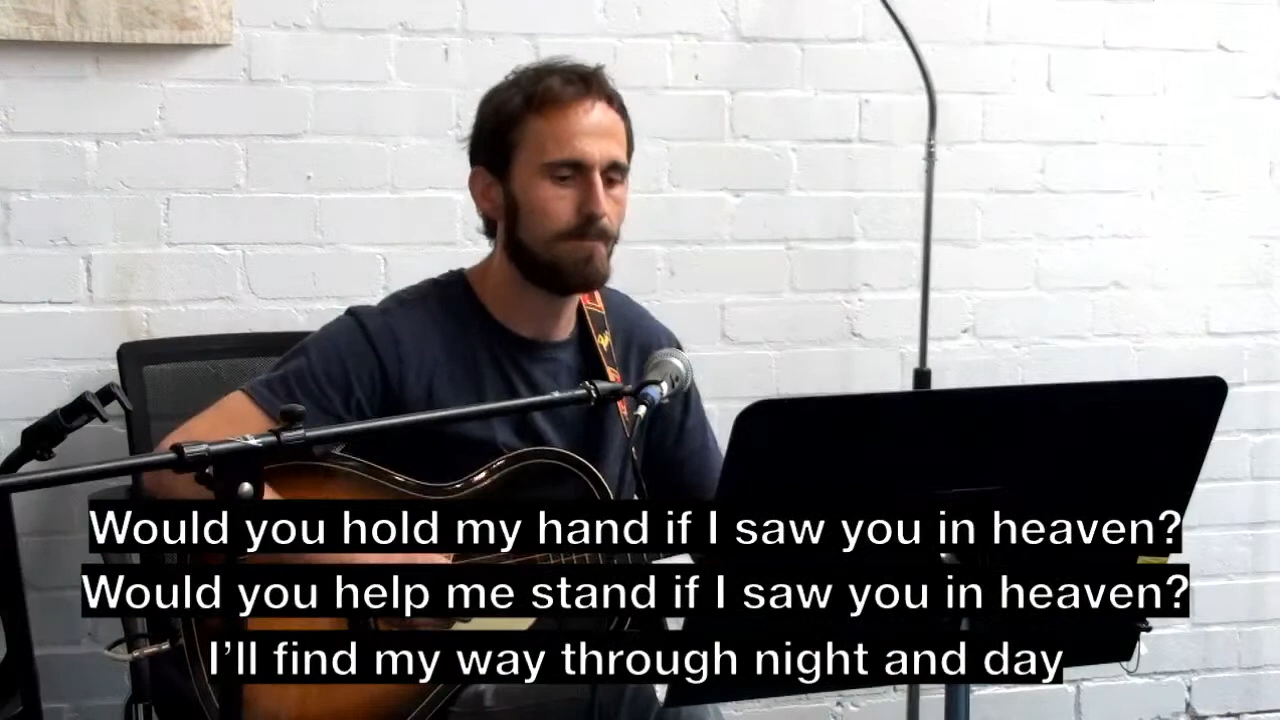 Would you hold my hand if I saw you in heaven?
Would you help me stand if I saw you in heaven?
I’ll find my way through night and day